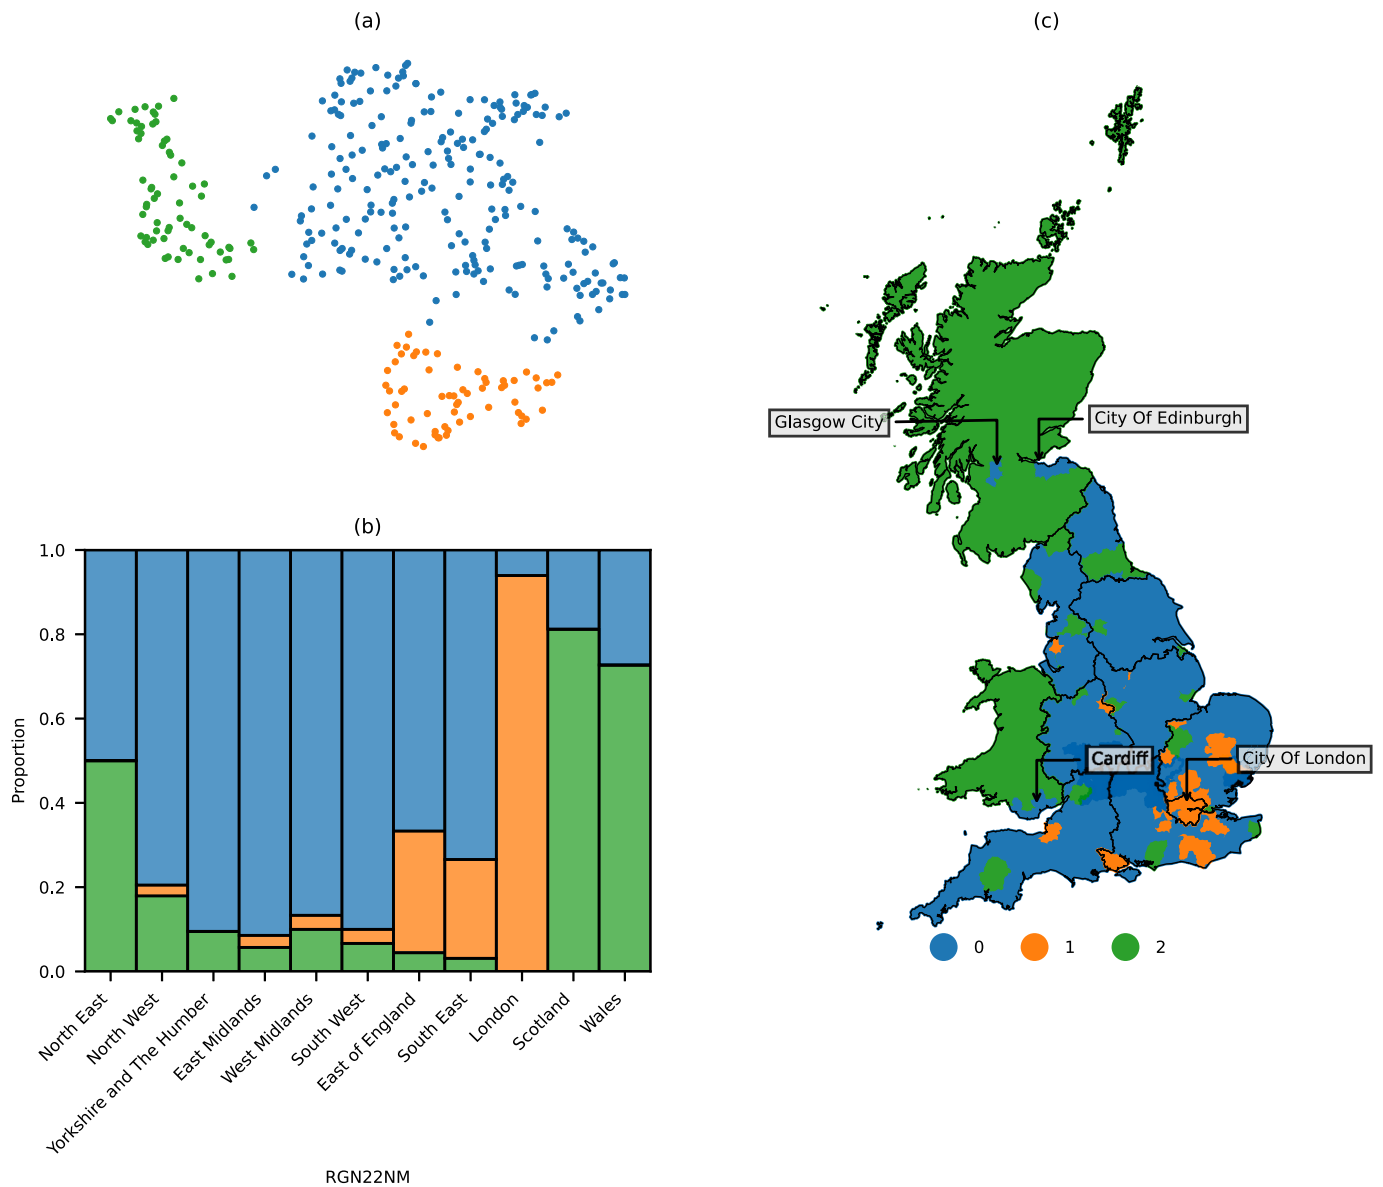 (a)
(b)
1.0
0.8
0.6
0.4
0.2
0.0
Proportion
North East
North West
Yorkshire and The Humber
East Midlands
West Midlands
South West
East of England
South East
London
Scotland
Wales
RGN22NM
(c)
Glasgow City
City Of Edinburgh
Cardiff
City Of London
0
1
2